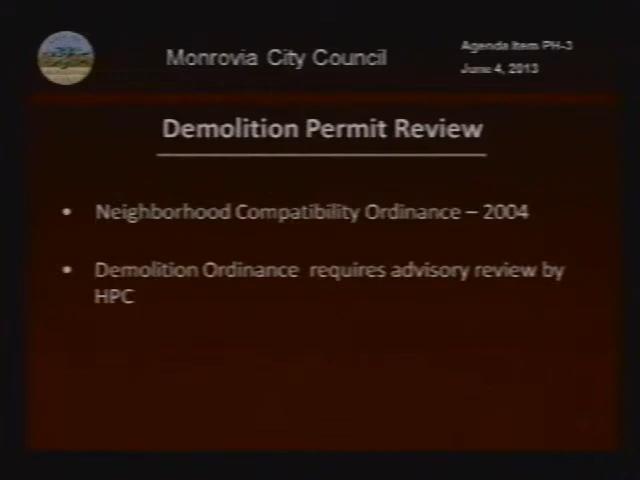 Monrovia City Council
Agenda Item PH-3
June 4, 2013
Demolition Permit Review
• Neighborhood Compatibility Ordinance – 2004
• Demolition Ordinance requires advisory review by
HPC